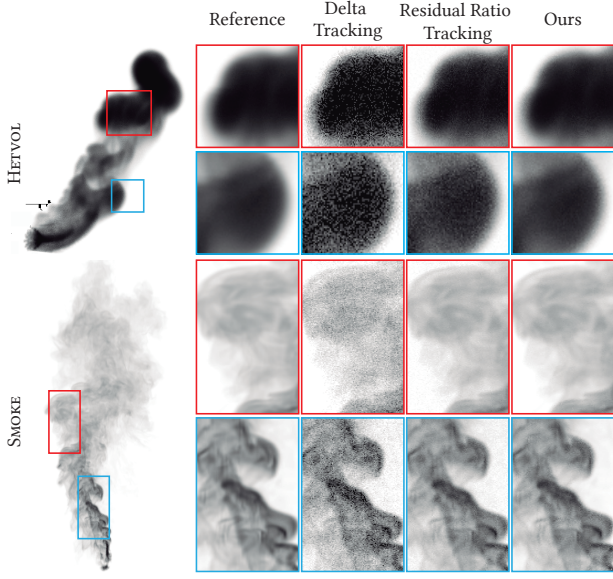 Reference
Delta
Tracking
Residual Ratio
Tracking
Ours
HETVOL
SMOKE